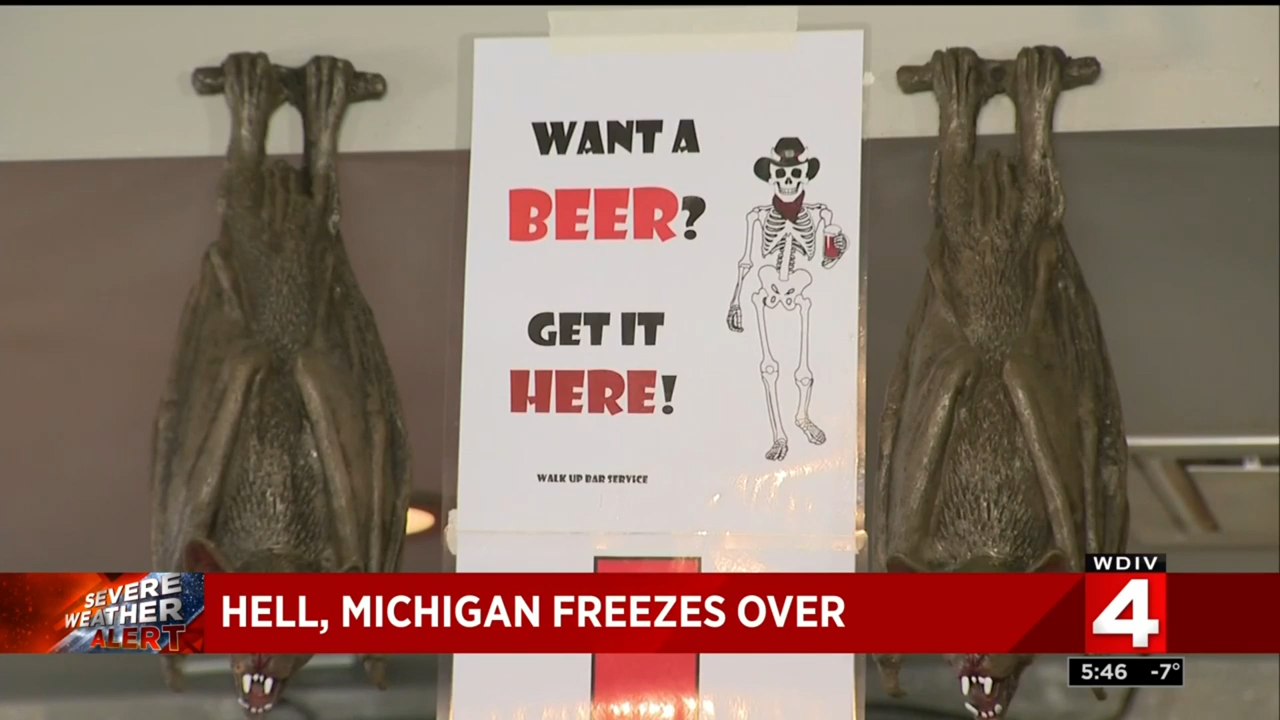 WANT A
BEER?
GET IT
HERE!
WALK UP BAR SERVICE
SEVERE
WEATHER
ALERT
HELL, MICHIGAN FREEZES OVER
WDIV
4
5:46 -7°